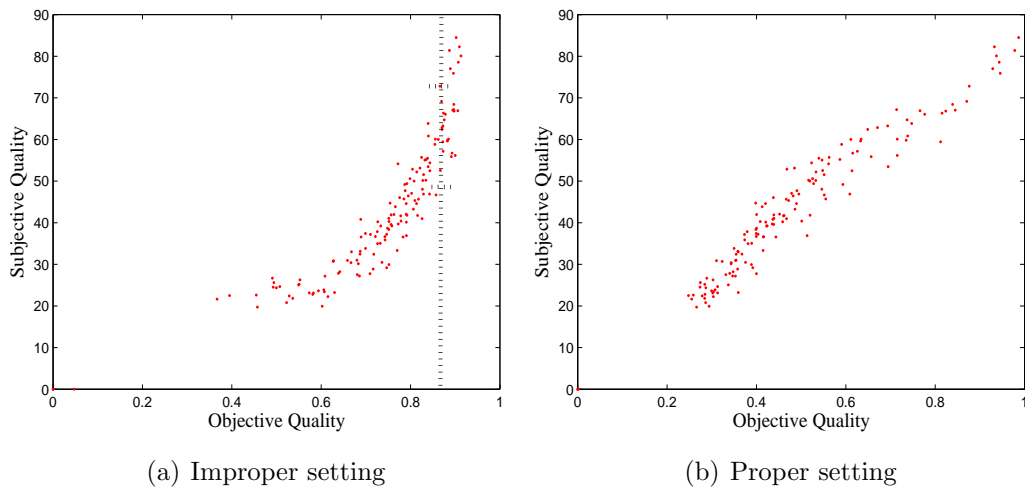 90
80
70
60
50
40
30
20
10
0
0 0.2 0.4 0.6 0.8 1
Subjective Quality
Objective Quality
(a) Improper setting
90
80
70
60
50
40
30
20
10
0
0 0.2 0.4 0.6 0.8 1
Subjective Quality
Objective Quality
(b) Proper setting